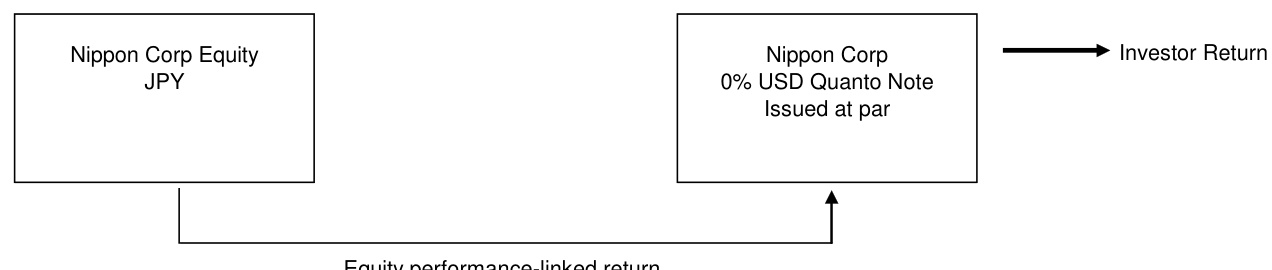 Nippon Corp Equity
JPY
Nippon Corp
0% USD Quanto Note
Issued at par
Investor Return
Equity performance-linked return